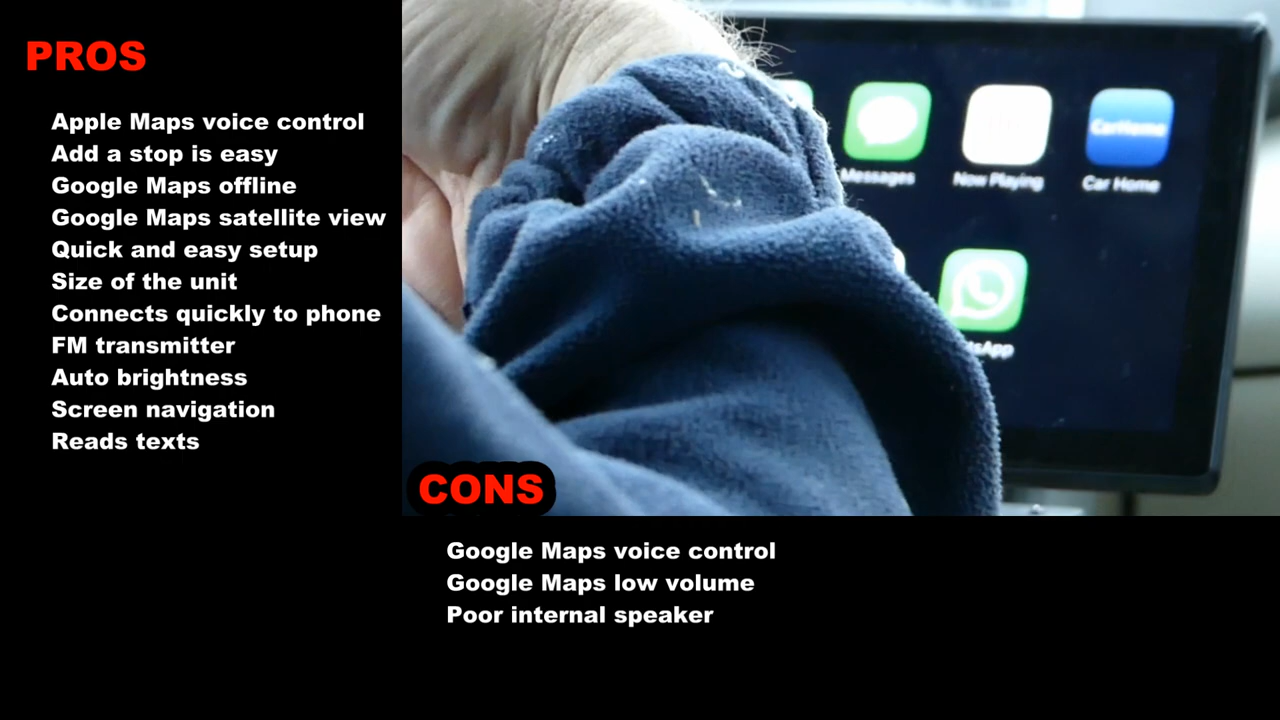 PROS
Apple Maps voice control
Add a stop is easy
Google Maps offline
Google Maps satellite view
Quick and easy setup
Size of the unit
Connects quickly to phone
FM transmitter
Auto brightness
Screen navigation
Reads texts
CarHome
Messages
Now Playing
Car Home
CONS
Google Maps voice control
Google Maps low volume
Poor internal speaker